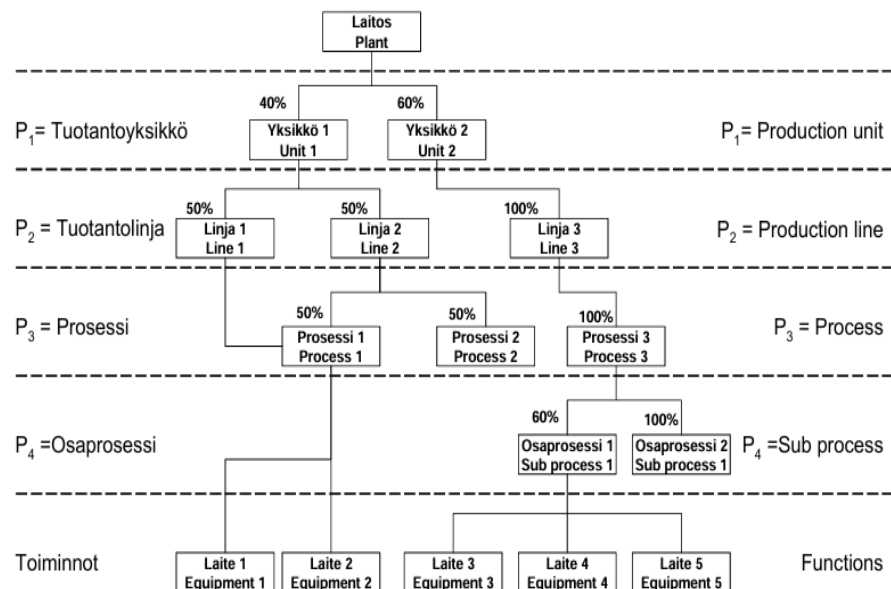 Laitos
Plant
40%
60%
P1= Tuotantoyksikkö
Yksikkö 1
Unit 1
Yksikkö 2
Unit 2
P1= Production unit
50%
50%
100%
P2 = Tuotantolinja
Linja 1
Line 1
Linja 2
Line 2
Linja 3
Line 3
P2 = Production line
50%
50%
100%
P3 = Prosessi
Prosessi 1
Process 1
Prosessi 2
Process 2
Prosessi 3
Process 3
P3 = Process
60%
100%
P4 =Osaprosessi
Osaprosessi 1
Sub process 1
Osaprosessi 2
Sub process 1
P4 =Sub process
Toiminnot
Laite 1
Equipment 1
Laite 2
Equipment 2
Laite 3
Equipment 3
Laite 4
Equipment 4
Laite 5
Equipment 5
Functions